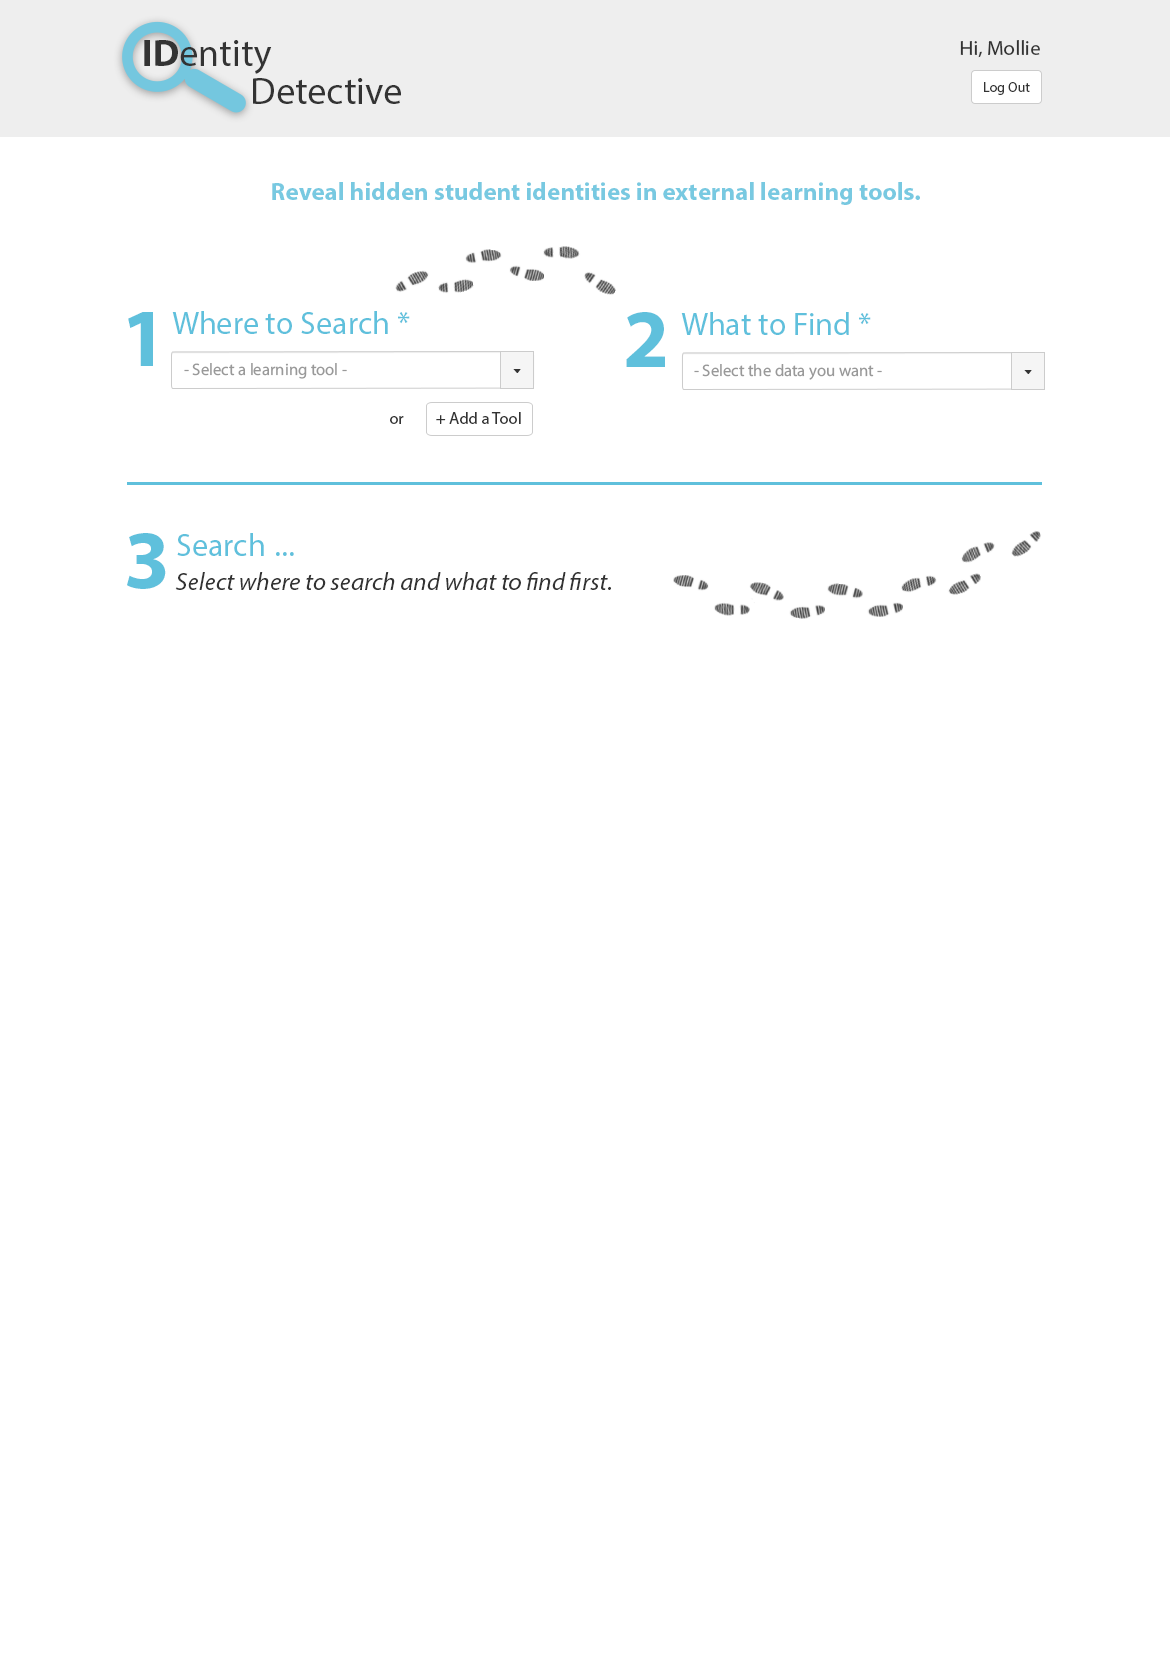 IDentity
Detective
Hi, Mollie
Log Out
Reveal hidden student identities in external learning tools.
1 Where to Search *
- Select a learning tool -
or + Add a Tool
2 What to Find *
- Select the data you want -
3 Search ...
Select where to search and what to find first.